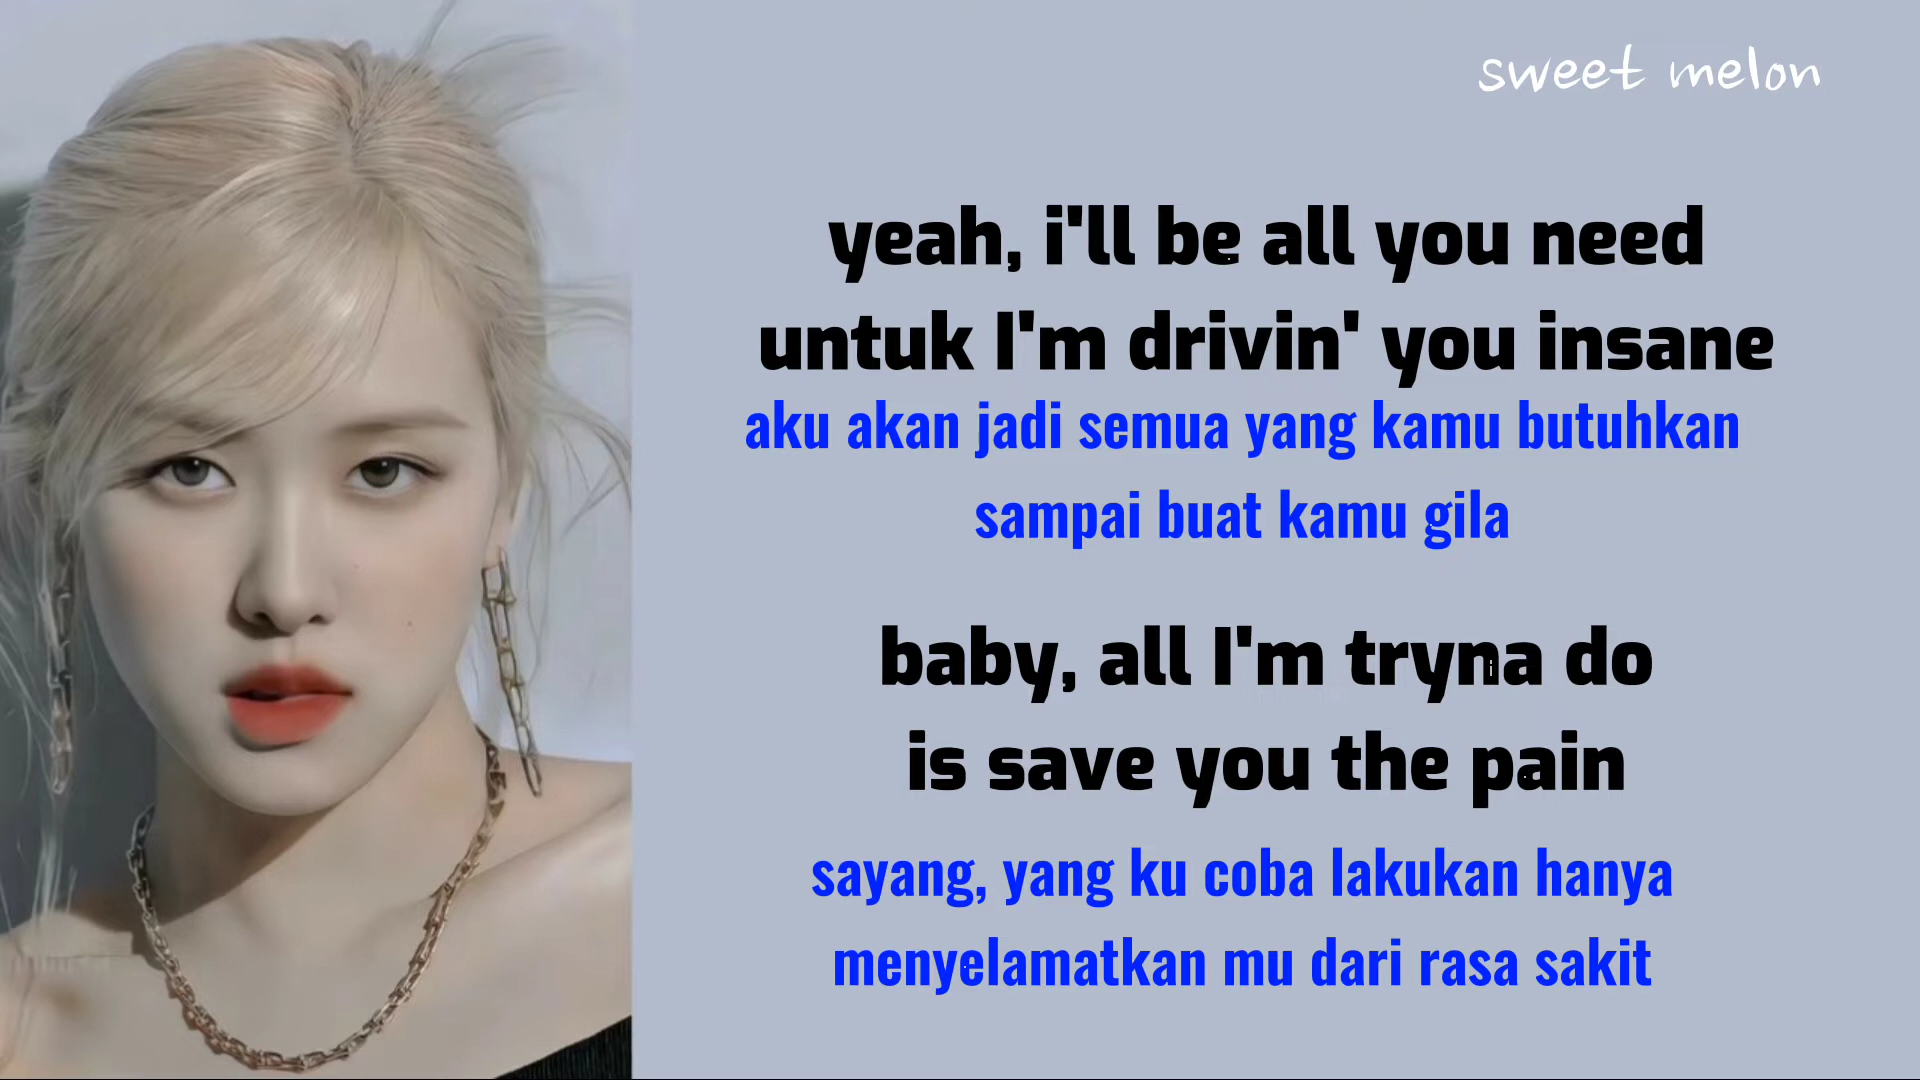 sweet melon
yeah, i'll be all you need
untuk I'm drivin' you insane
aku akan jadi semua yang kamu butuhkan
sampai buat kamu gila
baby, all I'm tryna do
is save you the pain
sayang, yang ku coba lakukan hanya
menyelamatkan mu dari rasa sakit